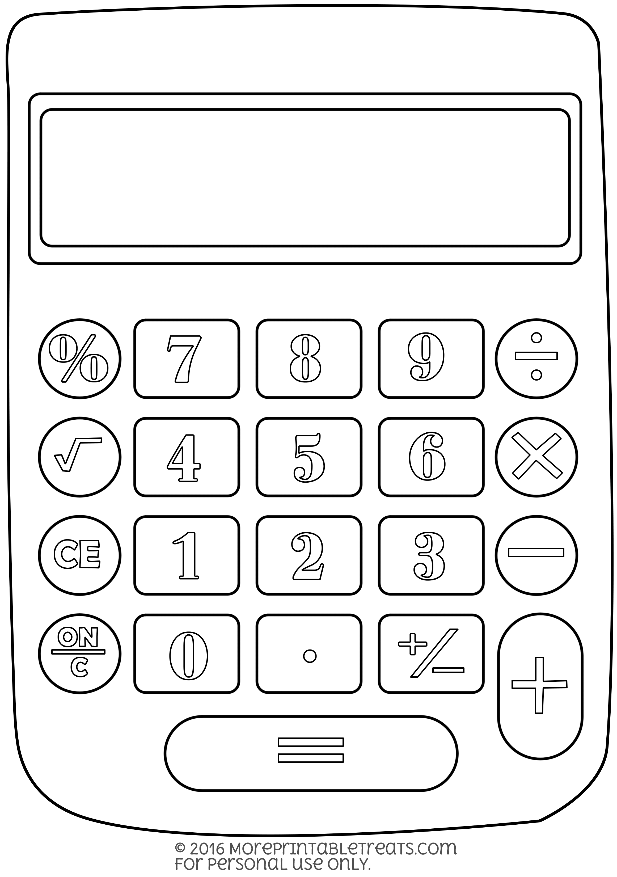 % 7 8 9 ÷
√ 4 5 6 ×
CE 1 2 3 −
ON/C 0 . +/− +
=
© 2016 MOREPRINTABLETREATS.COM
FOR PERSONAL USE ONLY.